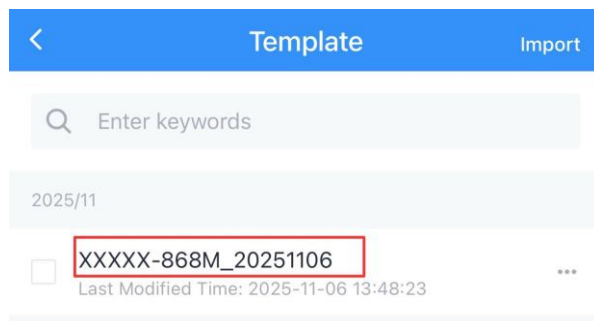 Template
Import
Enter keywords
2025/11
XXXXX-868M_20251106
Last Modified Time: 2025-11-06 13:48:23